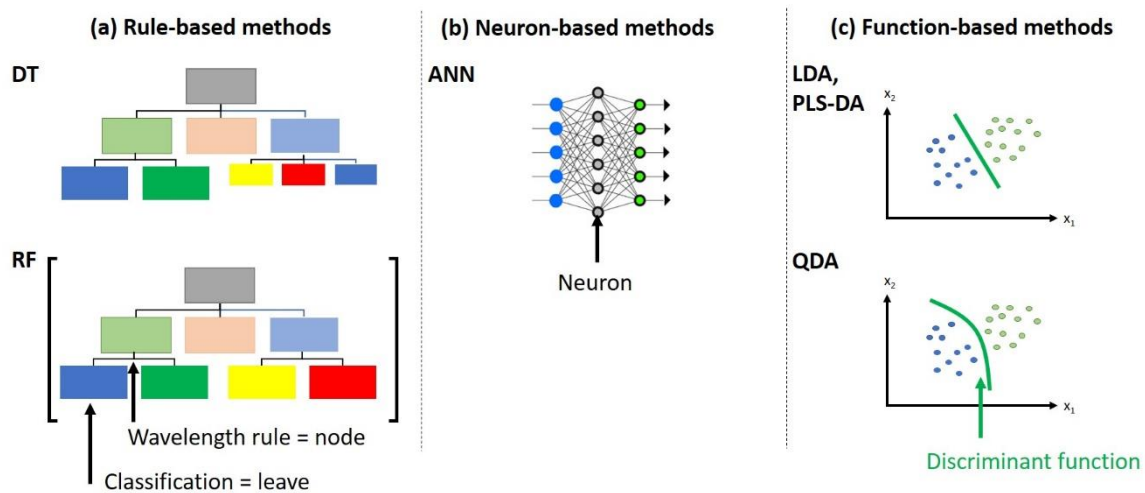 (a) Rule-based methods
DT
RF
Wavelength rule = node
Classification = leave
(b) Neuron-based methods
ANN
Neuron
(c) Function-based methods
LDA,
PLS-DA
x2
x1
QDA
x2
x1
Discriminant function